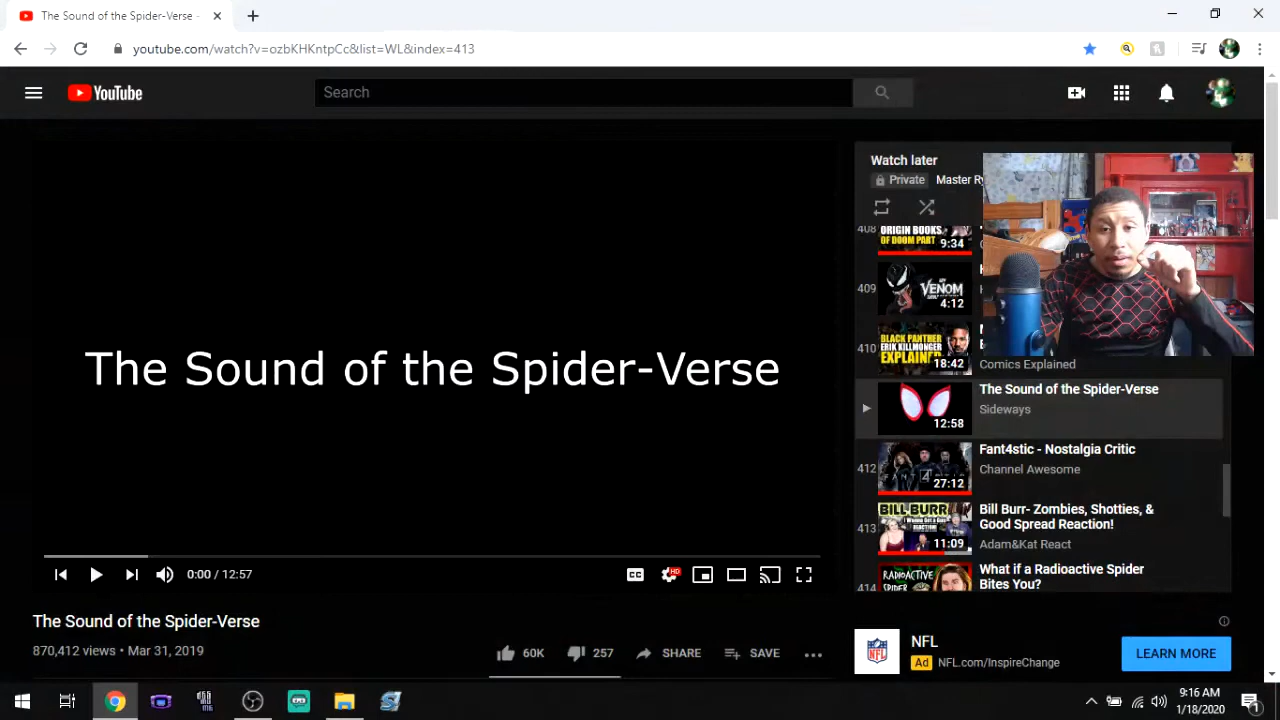 The Sound of the Spider-Verse -
youtube.com/watch?v=ozbKHKntpCc&list=WL&index=413
YouTube
Search
The Sound of the Spider-Verse
0:00 / 12:57
CC
HD
The Sound of the Spider-Verse
870,412 views • Mar 31, 2019
60K
257
SHARE
SAVE
Watch later
Private
Master Ry
408
ORIGIN BOOKS
OF DOOM PART
9:34
409
VENOM
4:12
410
BLACK PANTHER
ERIK KILLMONGER
EXPLAINED
18:42
Comics Explained
12:58
The Sound of the Spider-Verse
Sideways
412
27:12
Fant4stic - Nostalgia Critic
Channel Awesome
413
BILL BURR
11:09
Bill Burr- Zombies, Shotties, &
Good Spread Reaction!
Adam&Kat React
414
RADIOACTIVE
What if a Radioactive Spider
Bites You?
NFL
Ad NFL.com/InspireChange
LEARN MORE
9:16 AM
1/18/2020